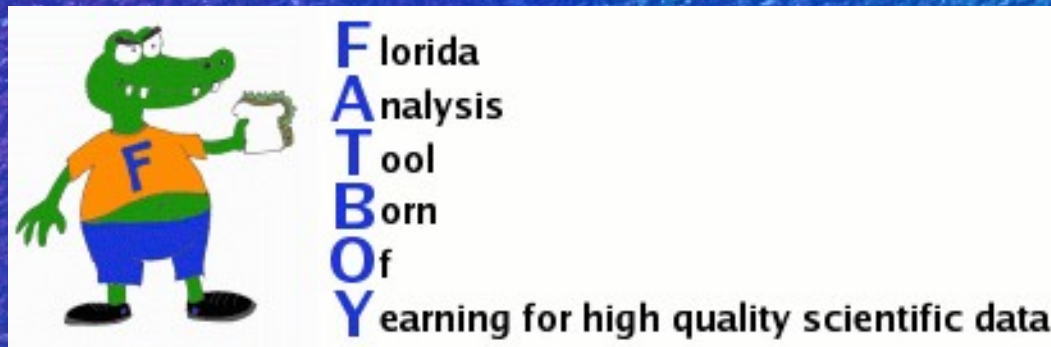 F
Florida
Analysis
Tool
Born
Of
Yearning for high quality scientific data